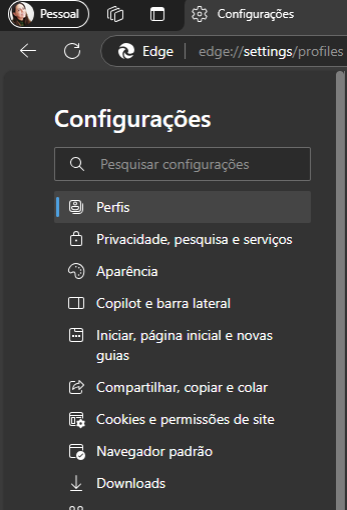 Pessoal
Configurações
Edge
edge://settings/profiles
Configurações
Pesquisar configurações
Perfis
Privacidade, pesquisa e serviços
Aparência
Copilot e barra lateral
Iniciar, página inicial e novas
guias
Compartilhar, copiar e colar
Cookies e permissões de site
Navegador padrão
Downloads